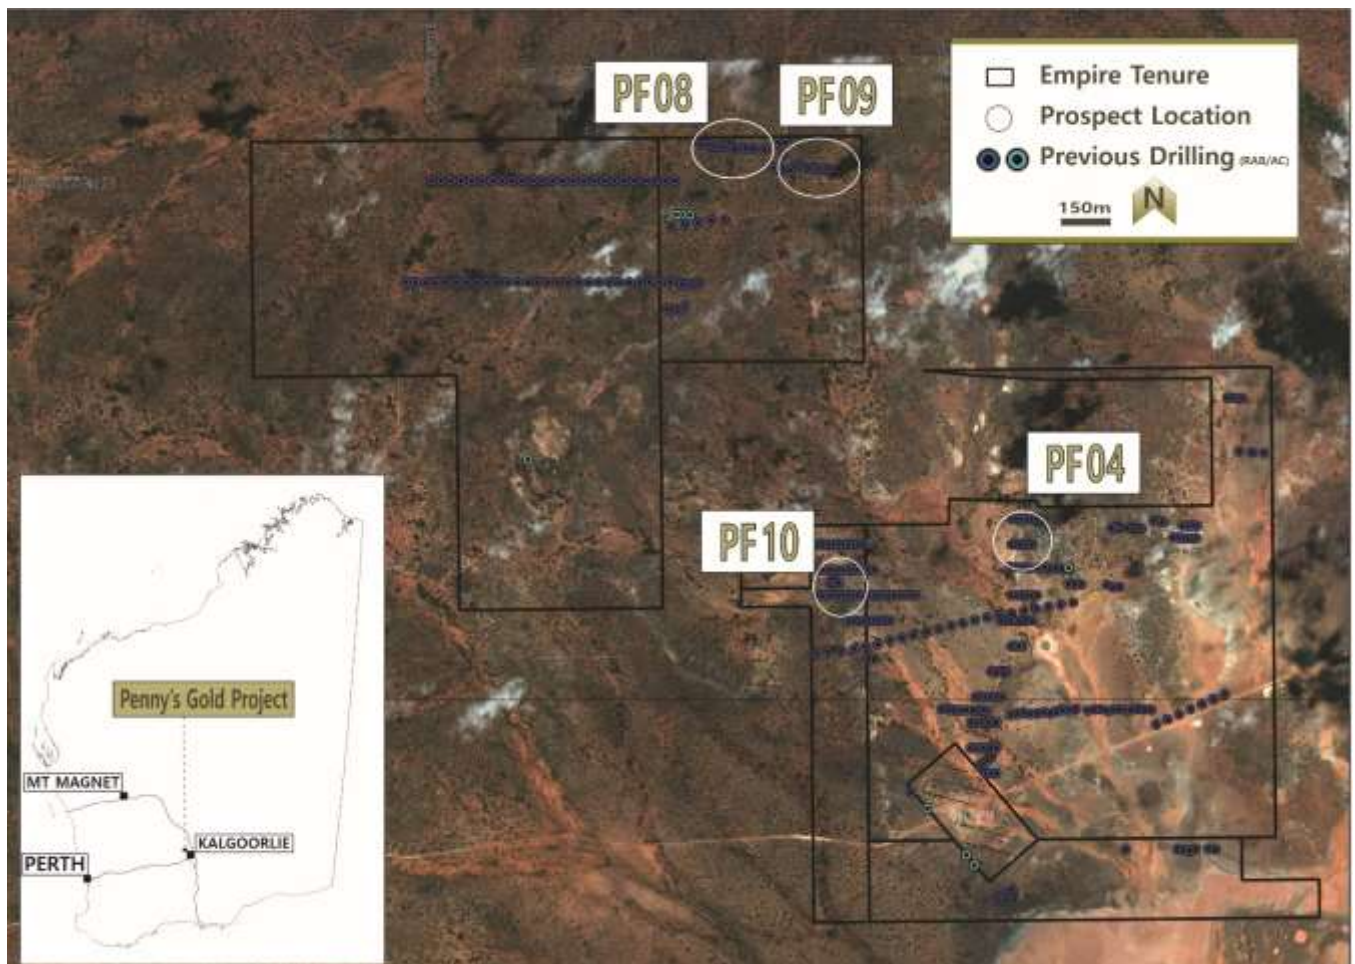 PF08
PF09
Empire Tenure
Prospect Location
Previous Drilling (RAB/AC)
150m
N
PF04
PF10
Penny's Gold Project
MT MAGNET
KALGOORLIE
PERTH